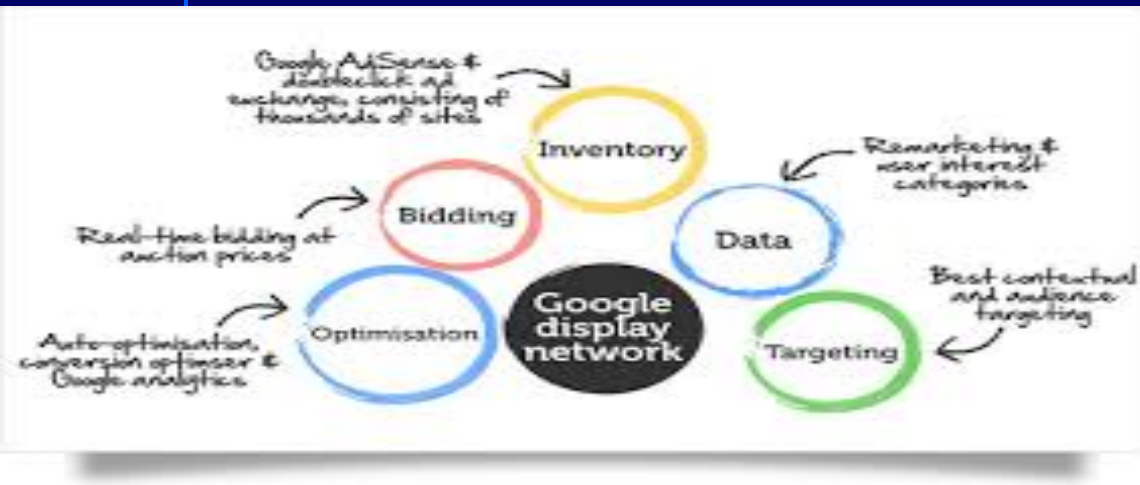 Google AdSense &
doubleclick ad
exchange, consisting of
thousands of sites
Inventory
Remarketing &
user interest
categories
Bidding
Real-time bidding at
auction prices
Data
Best contextual
and audience
targeting
Google
display
network
Optimisation
Auto-optimisation,
conversion optimser &
Google analytics
Targeting